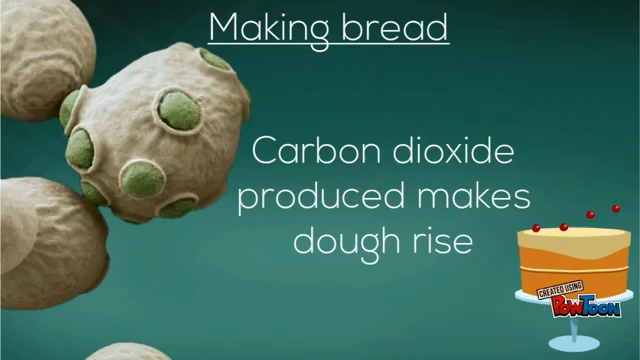 Making bread
Carbon dioxide
produced makes
dough rise
CREATED USING
POWTOON